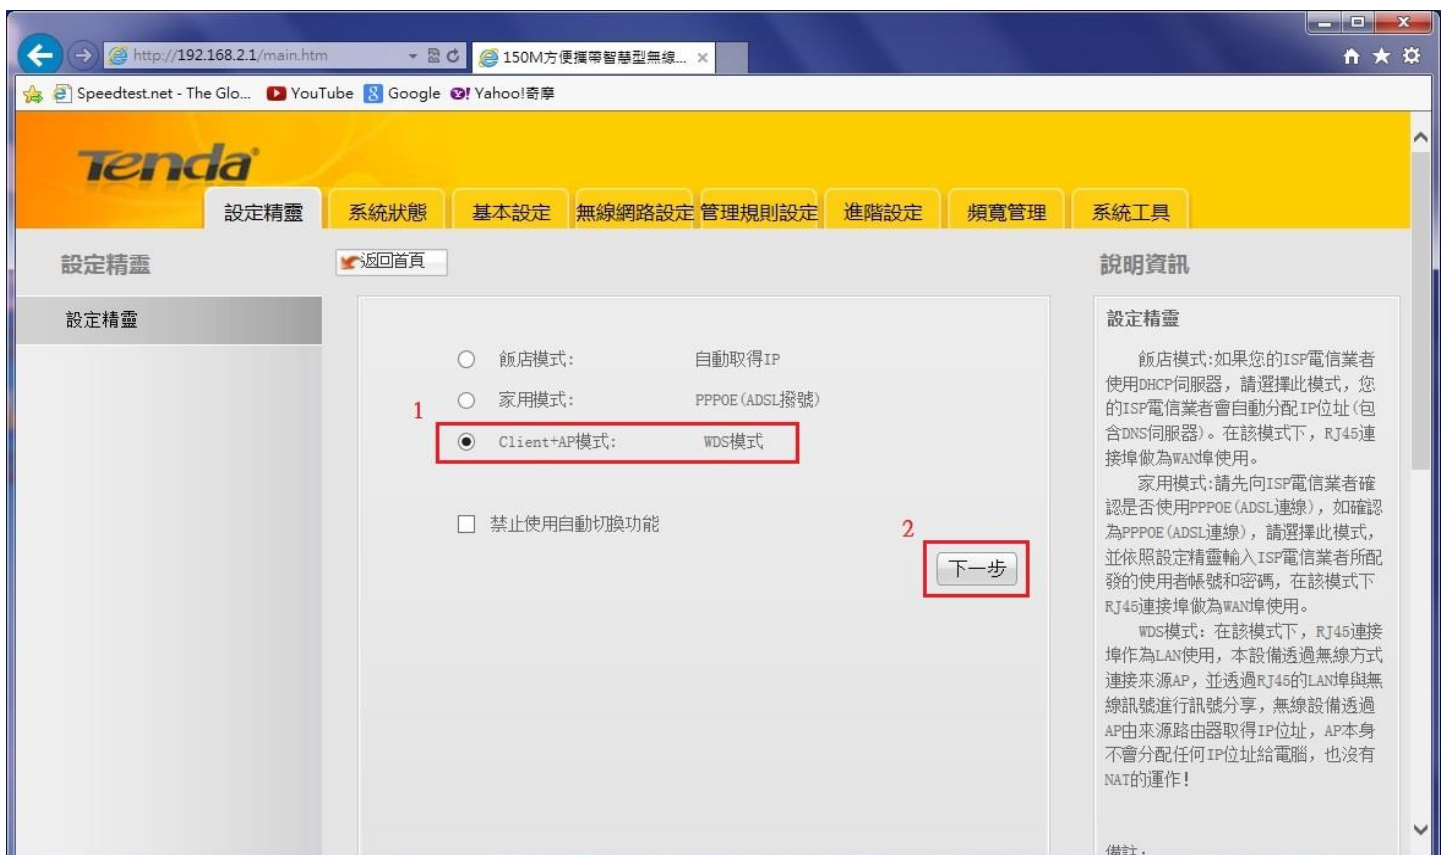 http://192.168.2.1/main.htm
150M方便攜帶智慧型無線...
Speedtest.net - The Glo...
YouTube
Google
Yahoo!奇摩
Tenda
設定精靈
系統狀態
基本設定
無線網路設定
管理規則設定
進階設定
頻寬管理
系統工具
設定精靈
設定精靈
返回首頁
飯店模式: 自動取得IP
家用模式: PPPOE(ADSL撥號)
1
Client+AP模式: WDS模式
禁止使用自動切換功能
2
下一步
說明資訊
設定精靈
飯店模式:如果您的ISP電信業者
使用DHCP伺服器，請選擇此模式，您
的ISP電信業者會自動分配IP位址(包
含DNS伺服器)。在該模式下，RJ45連
接埠做為WAN埠使用。
家用模式:請先向ISP電信業者確
認是否使用PPPOE(ADSL連線)，如確認
為PPPOE(ADSL連線)，請選擇此模式，
並依照設定精靈輸入ISP電信業者所配
發的使用者帳號和密碼，在該模式下
RJ45連接埠做為WAN埠使用。
WDS模式: 在該模式下，RJ45連接
埠作為LAN使用，本設備透過無線方式
連接來源AP，並透過RJ45的LAN埠與無
線訊號進行訊號分享，無線設備透過
AP由來源路由器取得IP位址，AP本身
不會分配任何IP位址給電腦，也沒有
NAT的運作!
備註: